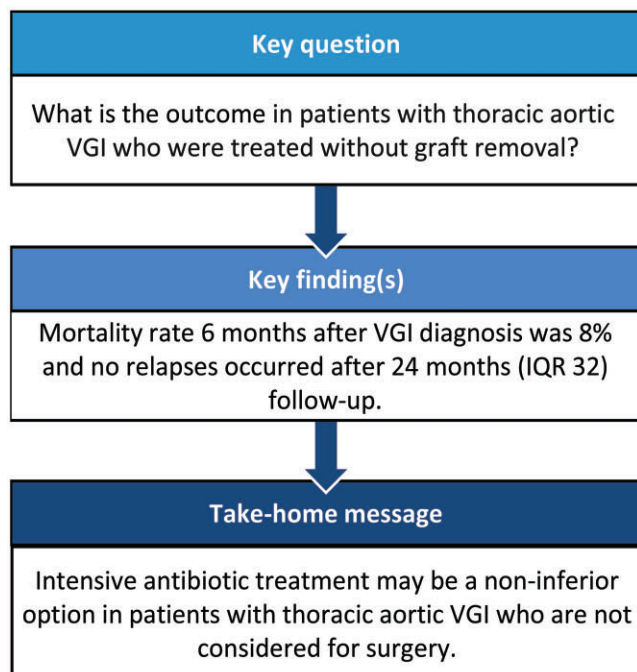 Key question
What is the outcome in patients with thoracic aortic
VGI who were treated without graft removal?
Key finding(s)
Mortality rate 6 months after VGI diagnosis was 8%
and no relapses occurred after 24 months (IQR 32)
follow-up.
Take-home message
Intensive antibiotic treatment may be a non-inferior
option in patients with thoracic aortic VGI who are not
considered for surgery.